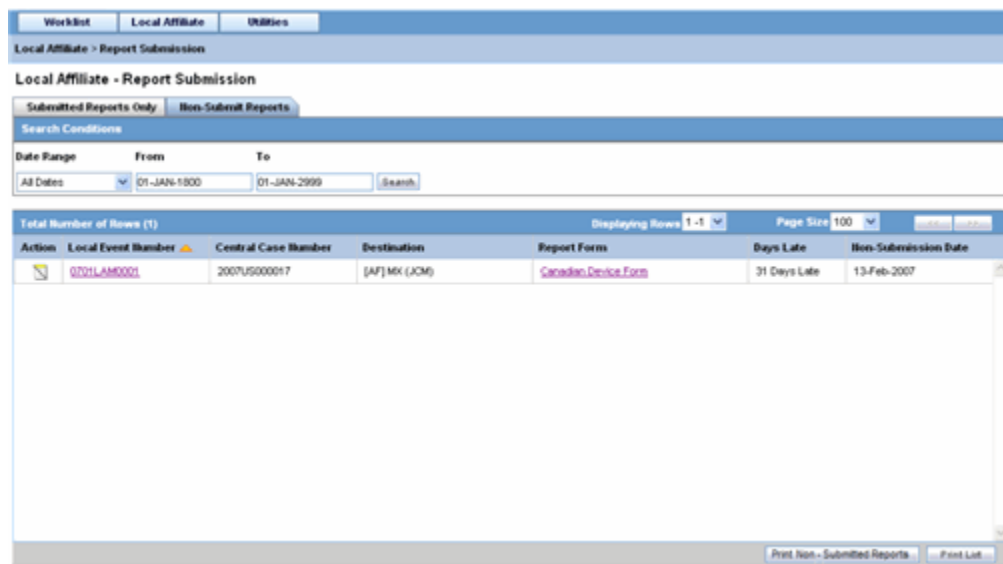 Worklist Local Affiliate Utilities
Local Affiliate > Report Submission
Local Affiliate - Report Submission
Submitted Reports Only Non-Submit Reports
Search Conditions
Date Range From To
All Dates 01-JAN-1800 01-JAN-2999 Search
Total Number of Rows (1) Displaying Rows 1 -1 Page Size 100 << >>
Action Local Event Number Central Case Number Destination Report Form Days Late Non-Submission Date
0701LAM0001 2007US000017 [AF] MX (JCM) Canadian Device Form 31 Days Late 13-Feb-2007
Print Non - Submitted Reports Print List